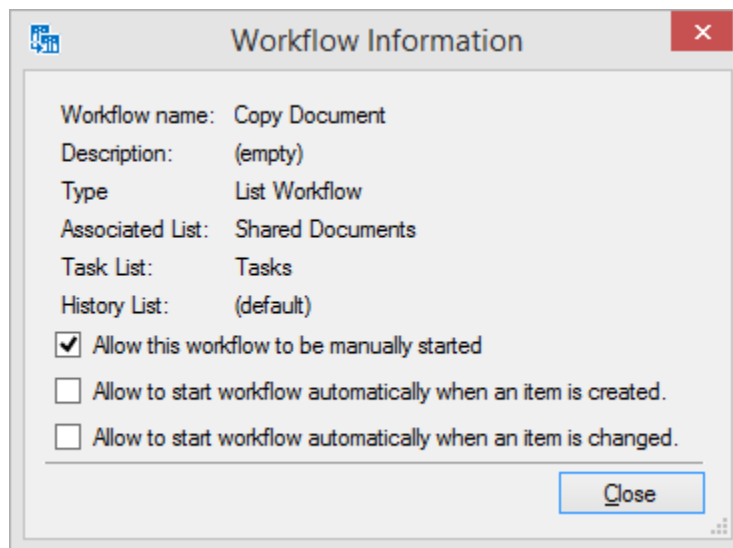 Workflow Information
Workflow name: Copy Document
Description: (empty)
Type List Workflow
Associated List: Shared Documents
Task List: Tasks
History List: (default)
Allow this workflow to be manually started
Allow to start workflow automatically when an item is created.
Allow to start workflow automatically when an item is changed.
Close